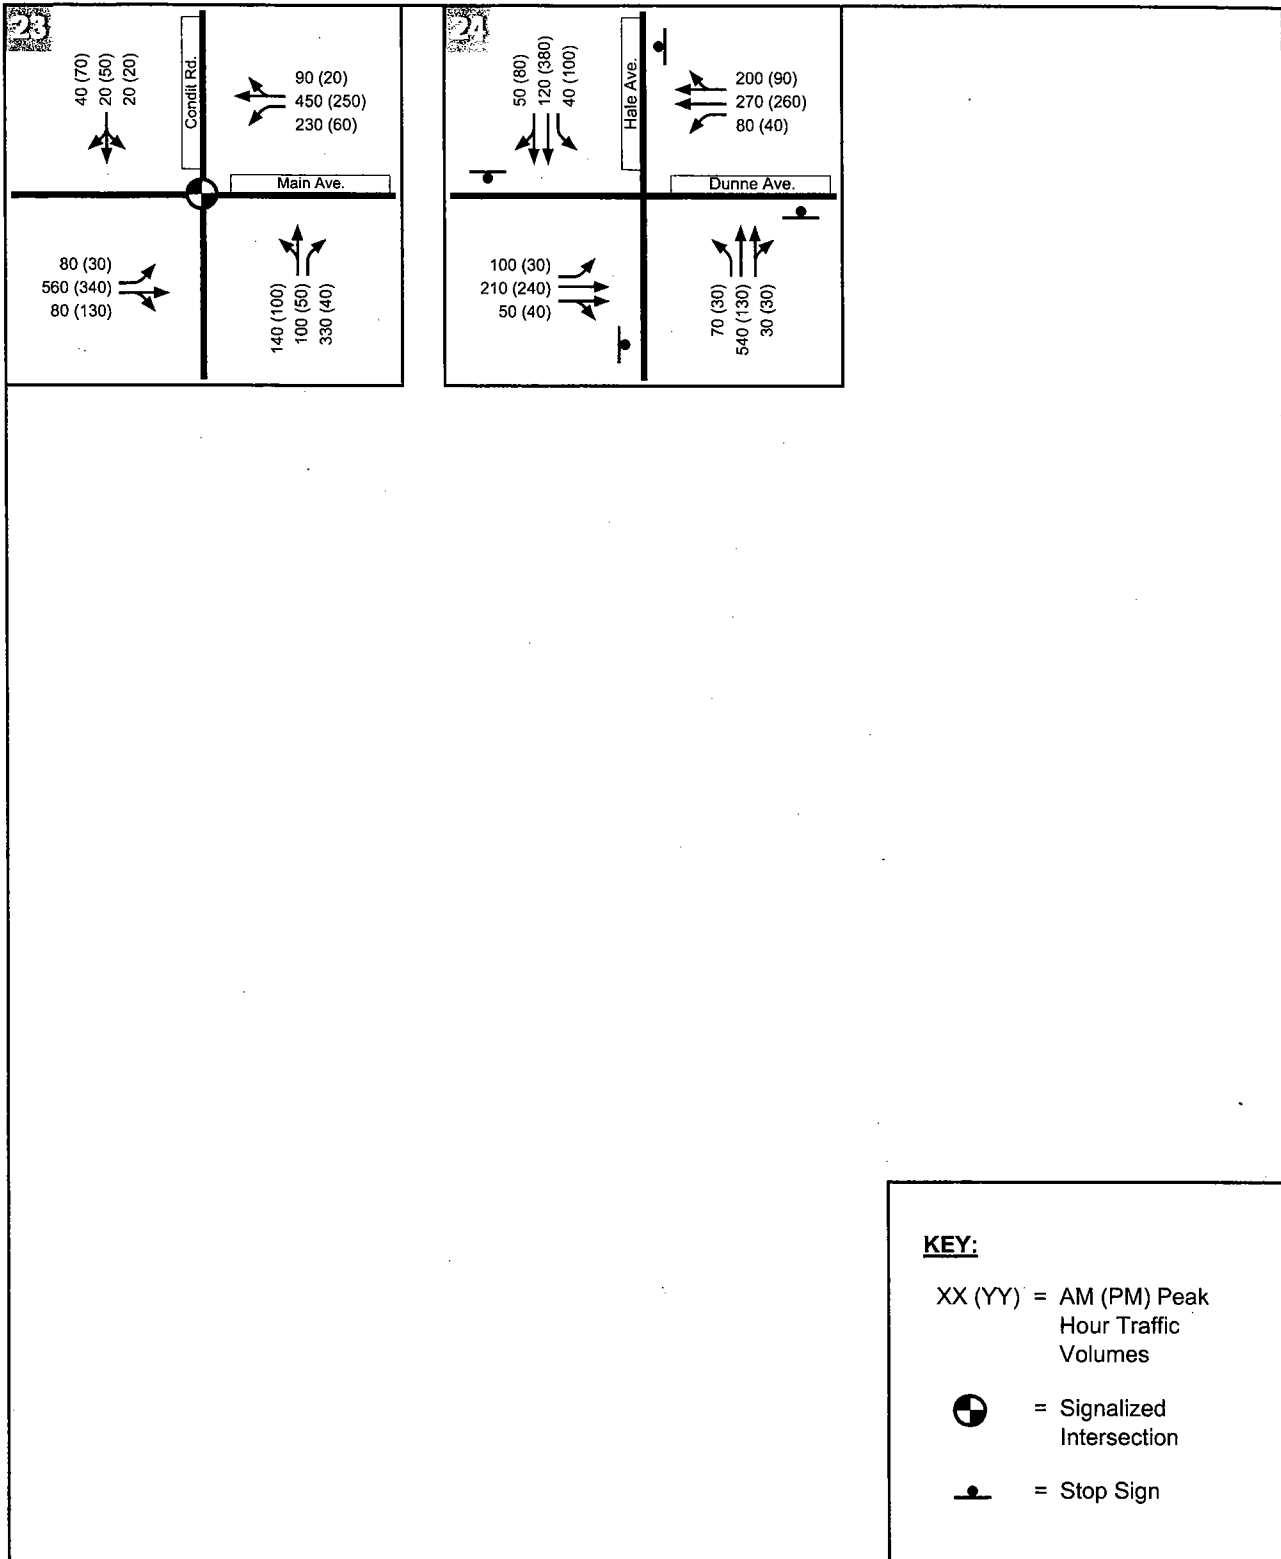 23
40 (70)
20 (50)
20 (20)
Condit Rd.
90 (20)
450 (250)
230 (60)
Main Ave.
80 (30)
560 (340)
80 (130)
140 (100)
100 (50)
330 (40)
24
50 (80)
120 (380)
40 (100)
Hale Ave.
200 (90)
270 (260)
80 (40)
Dunne Ave.
100 (30)
210 (240)
50 (40)
70 (30)
540 (130)
30 (30)
KEY:
XX (YY) = AM (PM) Peak
Hour Traffic
Volumes
= Signalized
Intersection
= Stop Sign